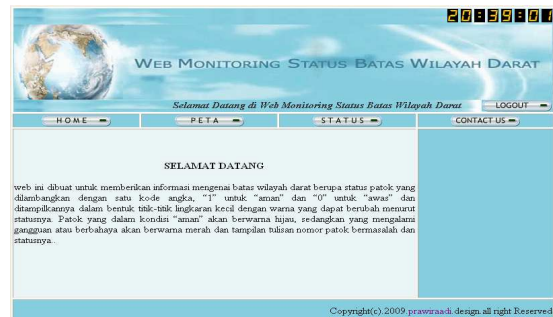 20:39:01
WEB MONITORING STATUS BATAS WILAYAH DARAT
Selamat Datang di Web Monitoring Status Batas Wilayah Darat
LOGOUT
HOME
PETA
STATUS
CONTACT US
SELAMAT DATANG
web ini dibuat untuk memberikan informasi mengenai batas wilayah darat berupa status patok yang
dilambangkan dengan satu kode angka, "1" untuk "aman" dan "0" untuk "awas" dan
ditampilkannya dalam bentuk titik-titik lingkaran kecil dengan warna yang dapat berubah menurut
statusnya. Patok yang dalam kondisi "aman" akan berwarna hijau, sedangkan yang mengalami
gangguan atau berbahaya akan berwarna merah dan tampilan tulisan nomor patok bermasalah dan
statusnya..
Copyright(c).2009.prawiraadi.design.all right Reserved